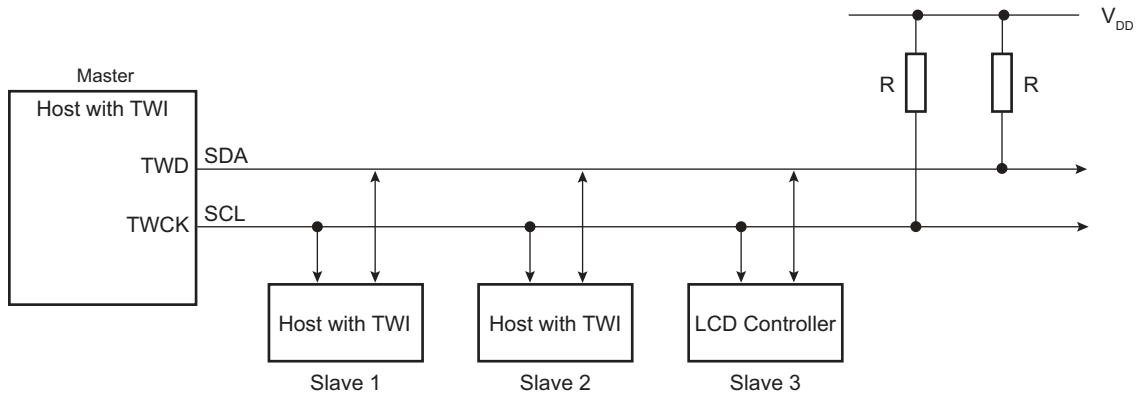 V_DD
R
R
Master
Host with TWI
TWD
SDA
TWCK
SCL
Host with TWI
Host with TWI
LCD Controller
Slave 1
Slave 2
Slave 3